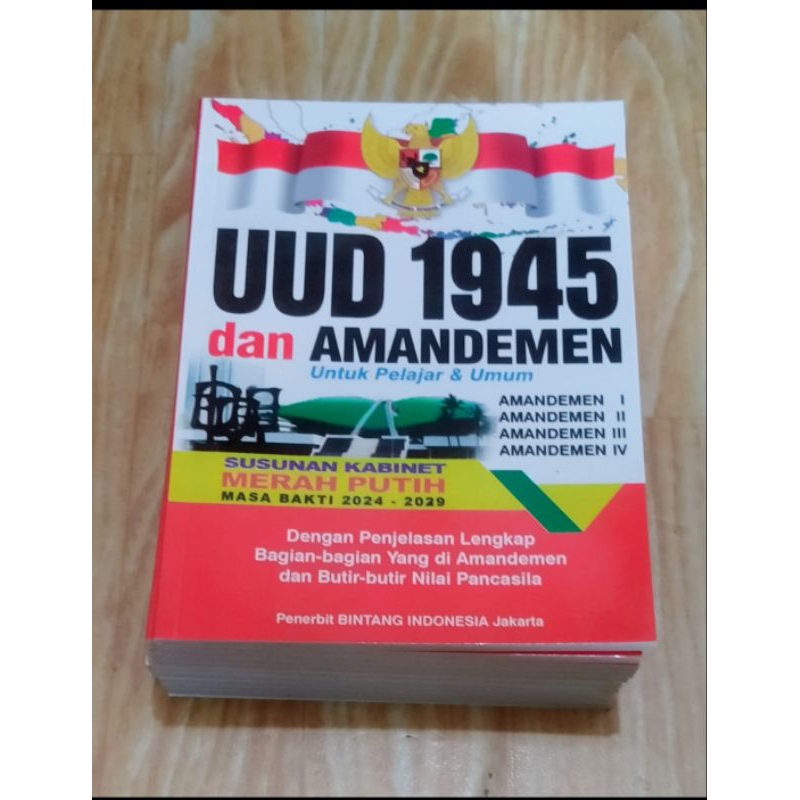 UUD 1945
dan AMANDEMEN
Untuk Pelajar & Umum
AMANDEMEN I
AMANDEMEN II
AMANDEMEN III
AMANDEMEN IV
SUSUNAN KABINET
MERAH PUTIH
MASA BAKTI 2024 - 2029
Dengan Penjelasan Lengkap
Bagian-bagian Yang di Amandemen
dan Butir-butir Nilai Pancasila
Penerbit BINTANG INDONESIA Jakarta